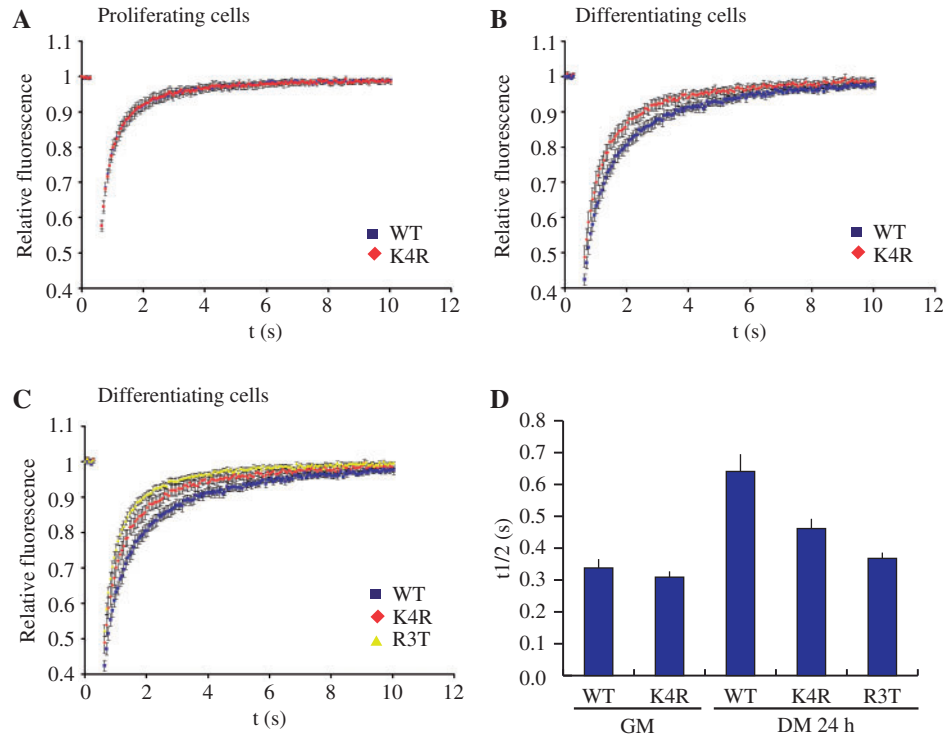 A Proliferating cells
1.1
1
0.9
0.8
0.7
0.6
0.5
0.4
0 2 4 6 8 10 12
Relative fluorescence
t (s)
WT
K4R
B Differentiating cells
1.1
1
0.9
0.8
0.7
0.6
0.5
0.4
0 2 4 6 8 10 12
Relative fluorescence
t (s)
WT
K4R
C Differentiating cells
1.1
1
0.9
0.8
0.7
0.6
0.5
0.4
0 2 4 6 8 10 12
Relative fluorescence
t (s)
WT
K4R
R3T
D
0.8
0.7
0.6
0.5
0.4
0.3
0.2
0.1
0.0
t1/2 (s)
WT K4R WT K4R R3T
GM DM 24 h